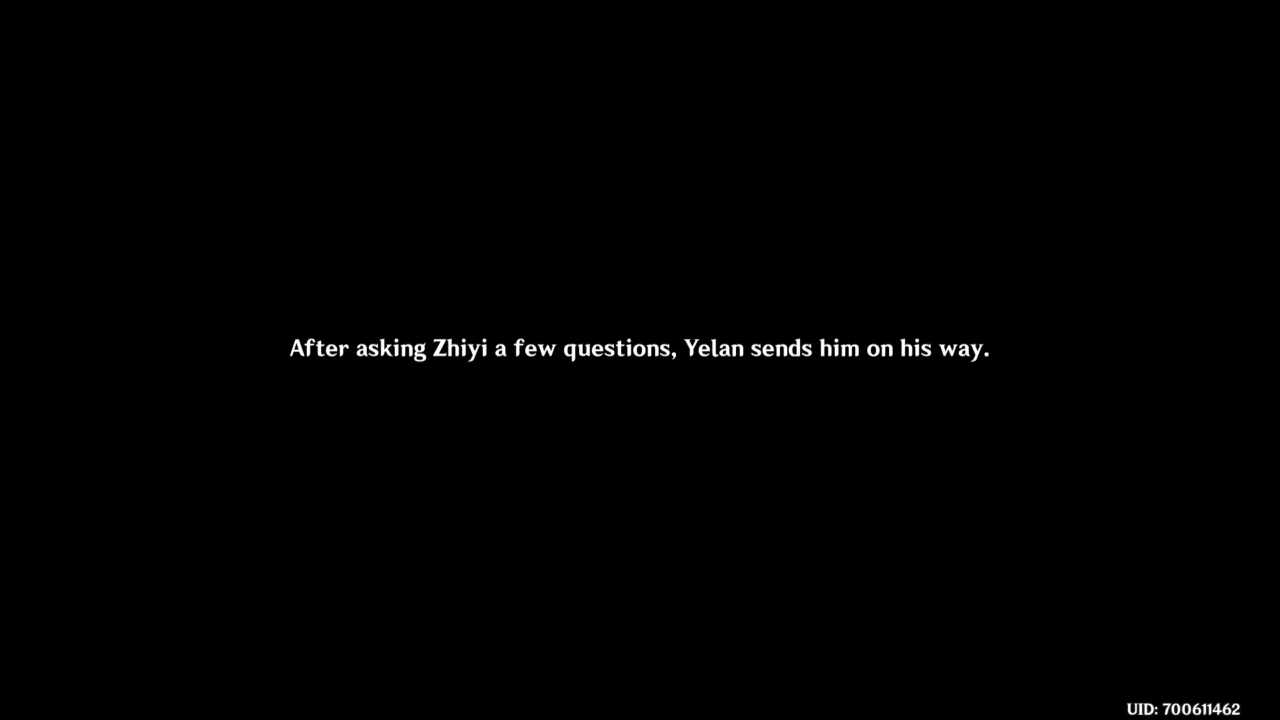 After asking Zhiyi a few questions, Yelan sends him on his way.
UID: 700611462